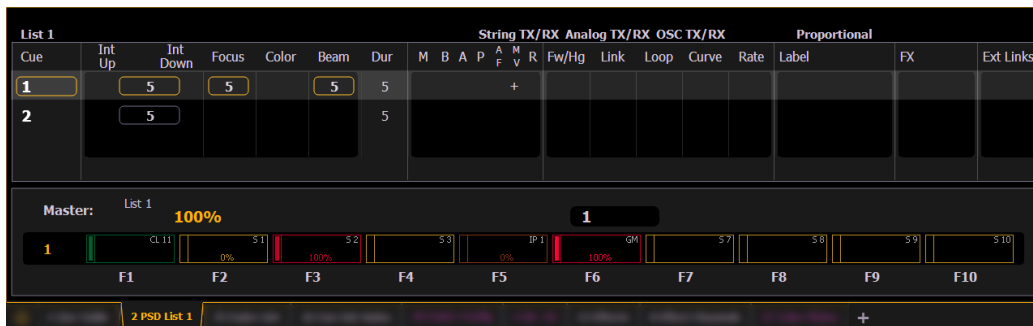 List 1 String TX/RX Analog TX/RX OSC TX/RX Proportional
Cue Int Up Int Down Focus Color Beam Dur M B A P AF MV R Fw/Hg Link Loop Curve Rate Label FX Ext Links
1 5 5 5 5 +
2 5 5
Master: List 1 100% 1
1 CL 11 S 1 0% S 2 100% S 3 IP 1 0% GM 100% S 7 S 8 S 9 S 10
F1 F2 F3 F4 F5 F6 F7 F8 F9 F10
2 PSD List 1 +